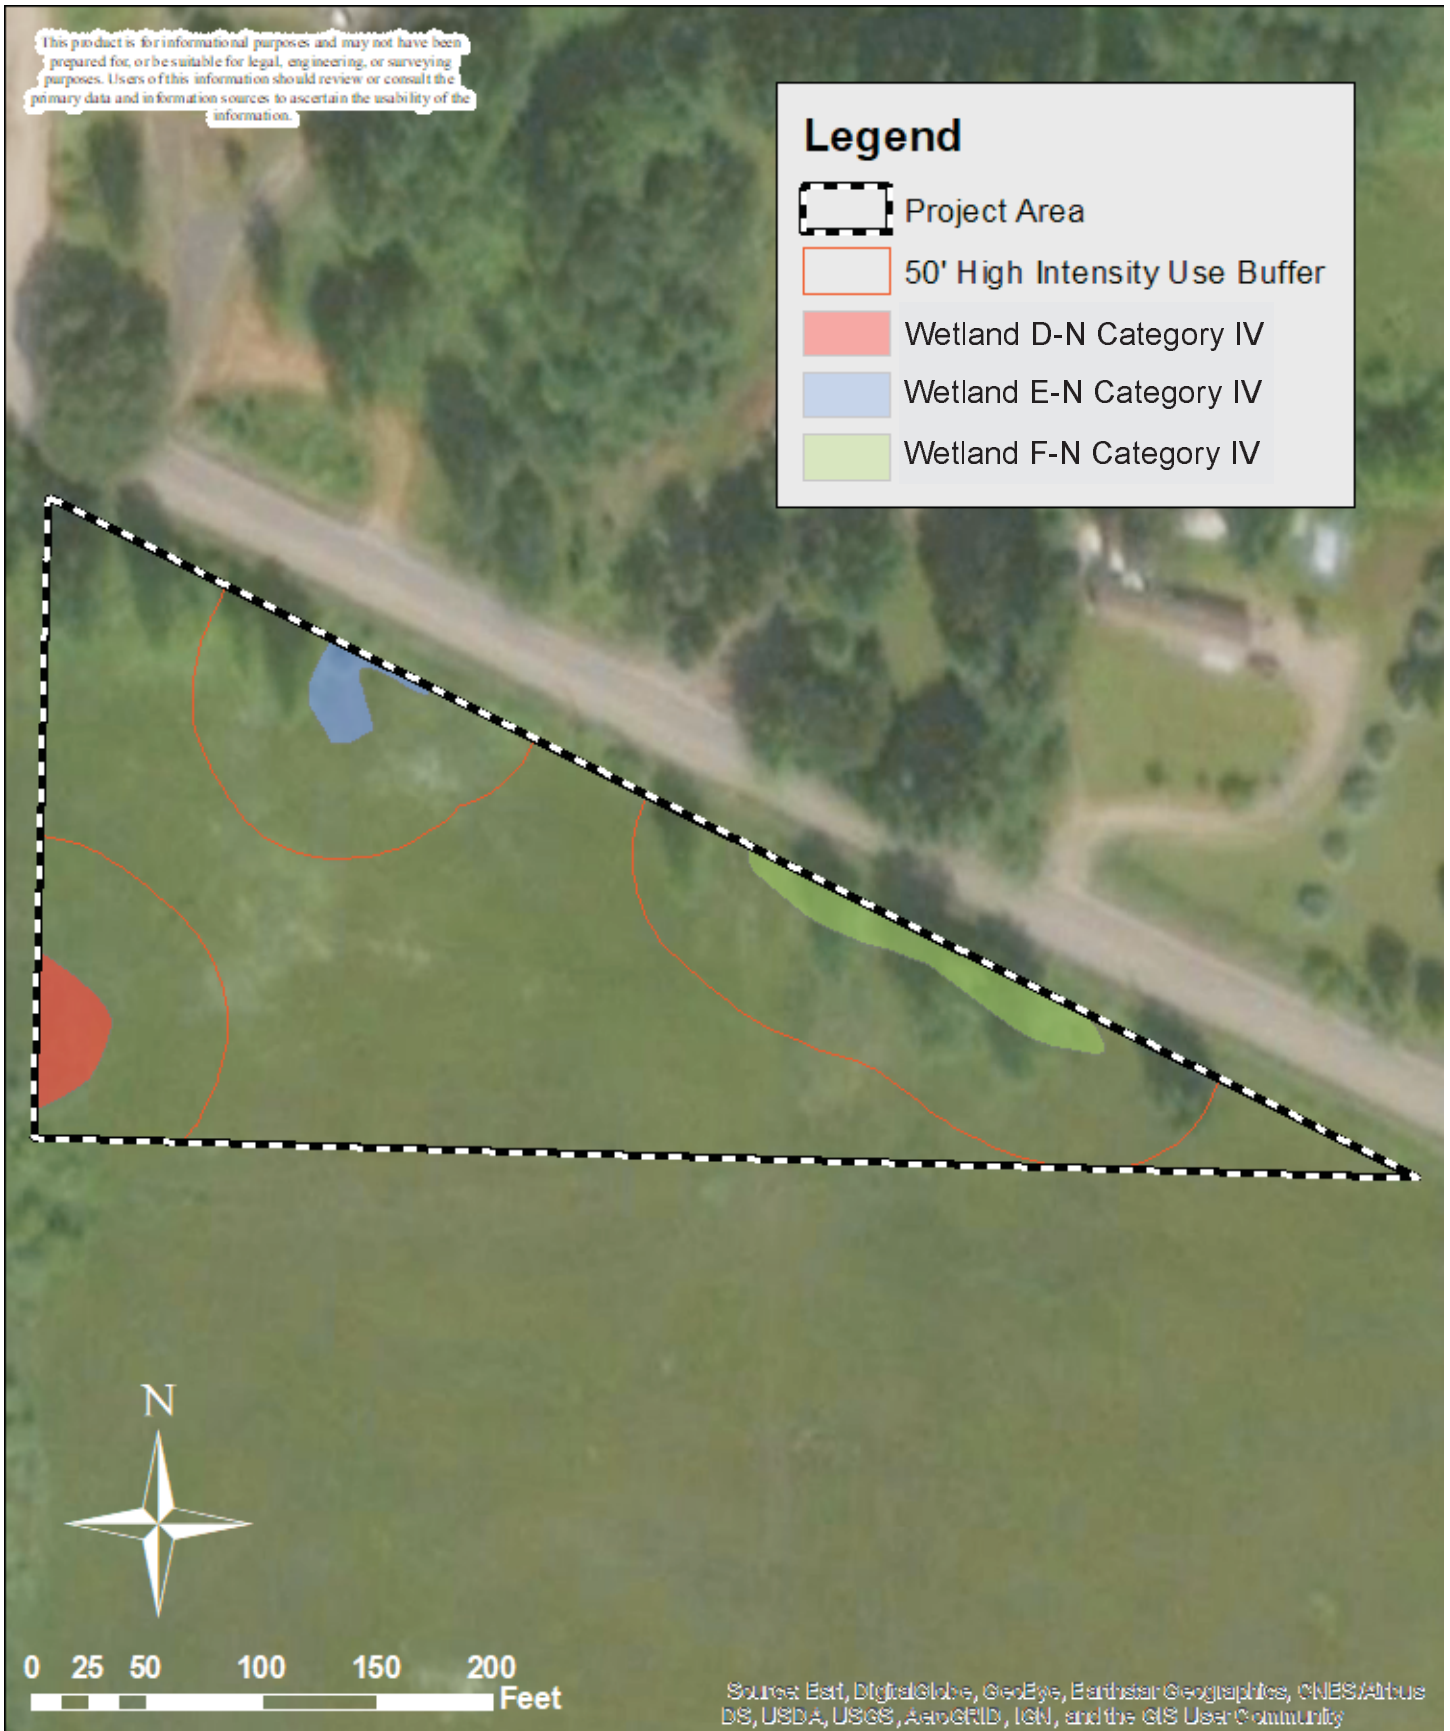 This product is for informational purposes and may not have been
prepared for, or be suitable for legal, engineering, or surveying
purposes. Users of this information should review or consult the
primary data and information sources to ascertain the usability of the
information.
Legend
Project Area
50' High Intensity Use Buffer
Wetland D-N Category IV
Wetland E-N Category IV
Wetland F-N Category IV
N
0 25 50 100 150 200
Feet
Source: Esri, DigitalGlobe, GeoEye, Earthstar Geographics, CNES/Airbus
DS, USDA, USGS, AeroGRID, IGN, and the GIS User Community